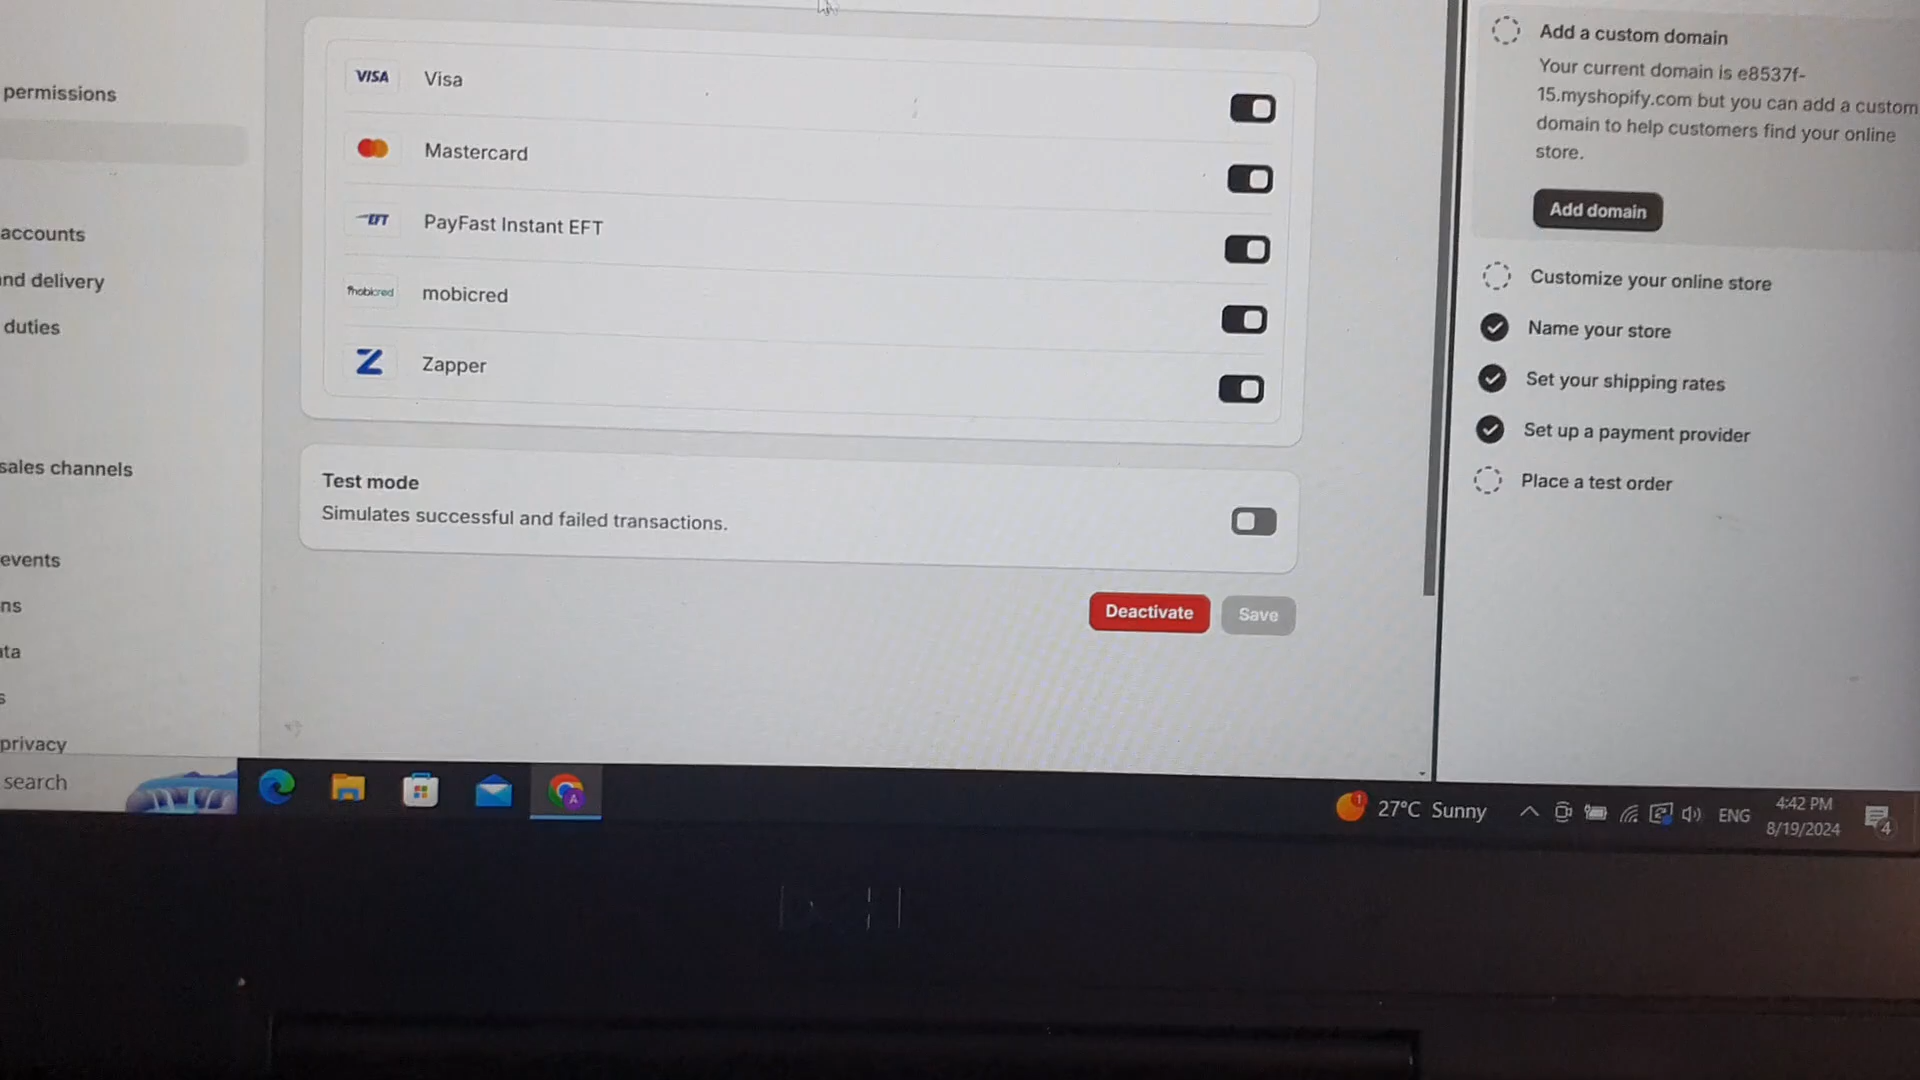 permissions
accounts
nd delivery
duties
sales channels
events
ns
ata
s
privacy
search
VISA Visa
Mastercard
EFT PayFast Instant EFT
mobicred mobicred
Z Zapper
Test mode
Simulates successful and failed transactions.
Deactivate Save
Add a custom domain
Your current domain is e8537f-
15.myshopify.com but you can add a custom
domain to help customers find your online
store.
Add domain
Customize your online store
Name your store
Set your shipping rates
Set up a payment provider
Place a test order
A
1
27°C Sunny
ENG
4:42 PM
8/19/2024
4